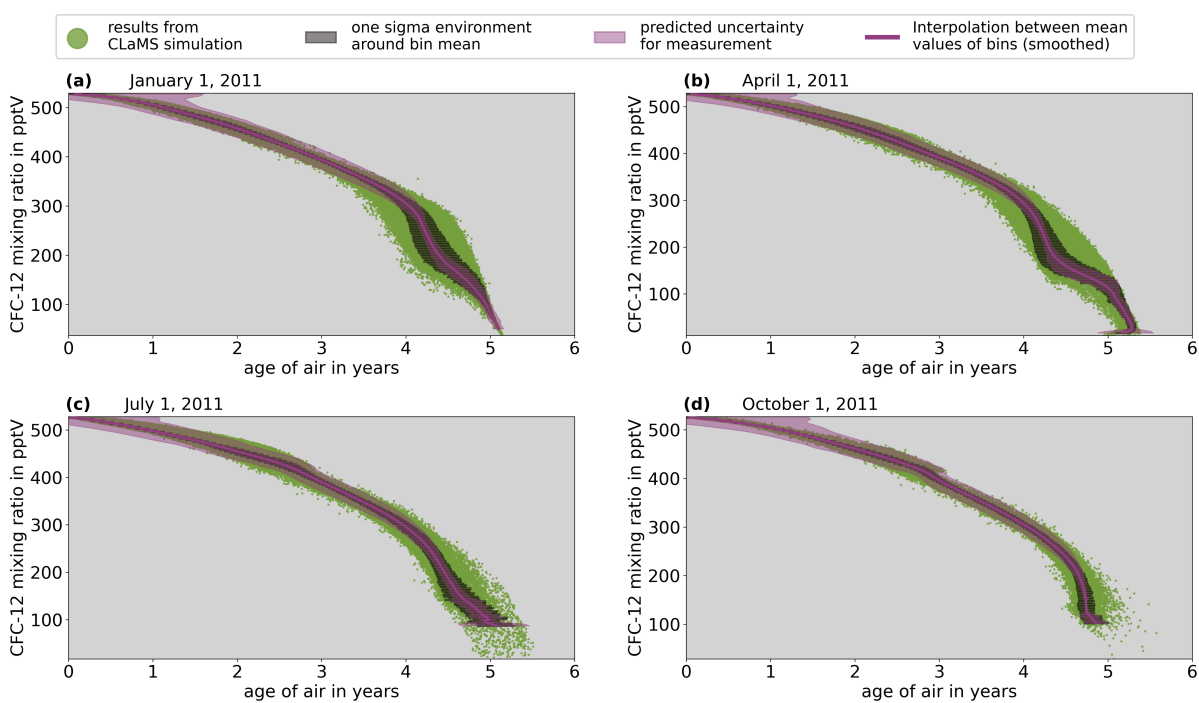 results from
CLaMS simulation
one sigma environment
around bin mean
predicted uncertainty
for measurement
Interpolation between mean
values of bins (smoothed)
(a) January 1, 2011
CFC-12 mixing ratio in pptV
500
400
300
200
100
0 1 2 3 4 5 6
age of air in years
(b) April 1, 2011
CFC-12 mixing ratio in pptV
500
400
300
200
100
0 1 2 3 4 5 6
age of air in years
(c) July 1, 2011
CFC-12 mixing ratio in pptV
500
400
300
200
100
0 1 2 3 4 5 6
age of air in years
(d) October 1, 2011
CFC-12 mixing ratio in pptV
500
400
300
200
100
0 1 2 3 4 5 6
age of air in years